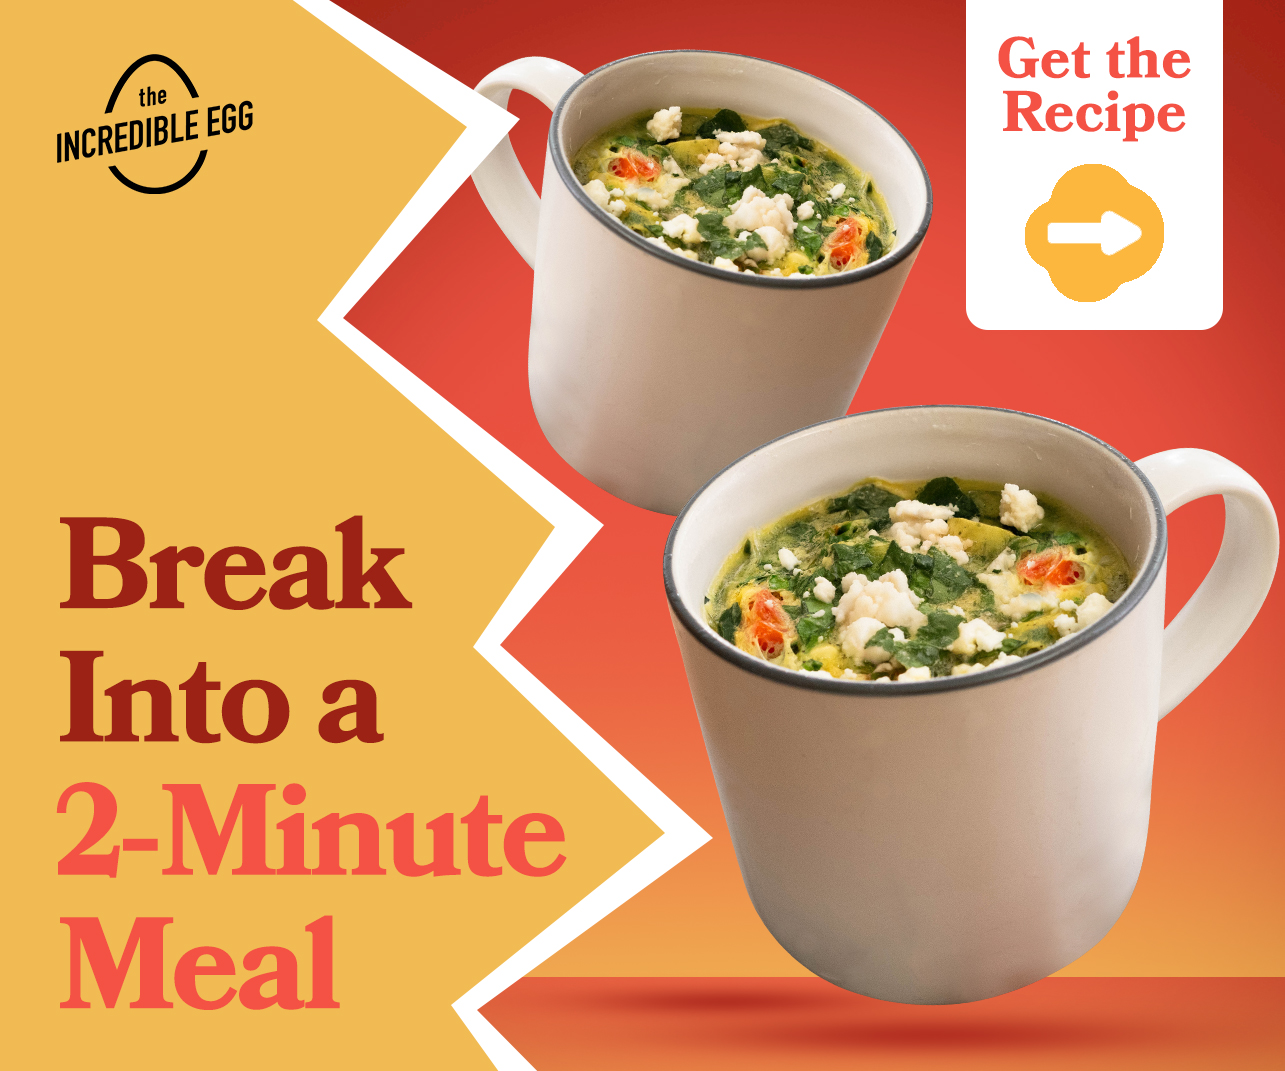 the
INCREDIBLE EGG
Get the
Recipe
Break
Into a
2-Minute
Meal